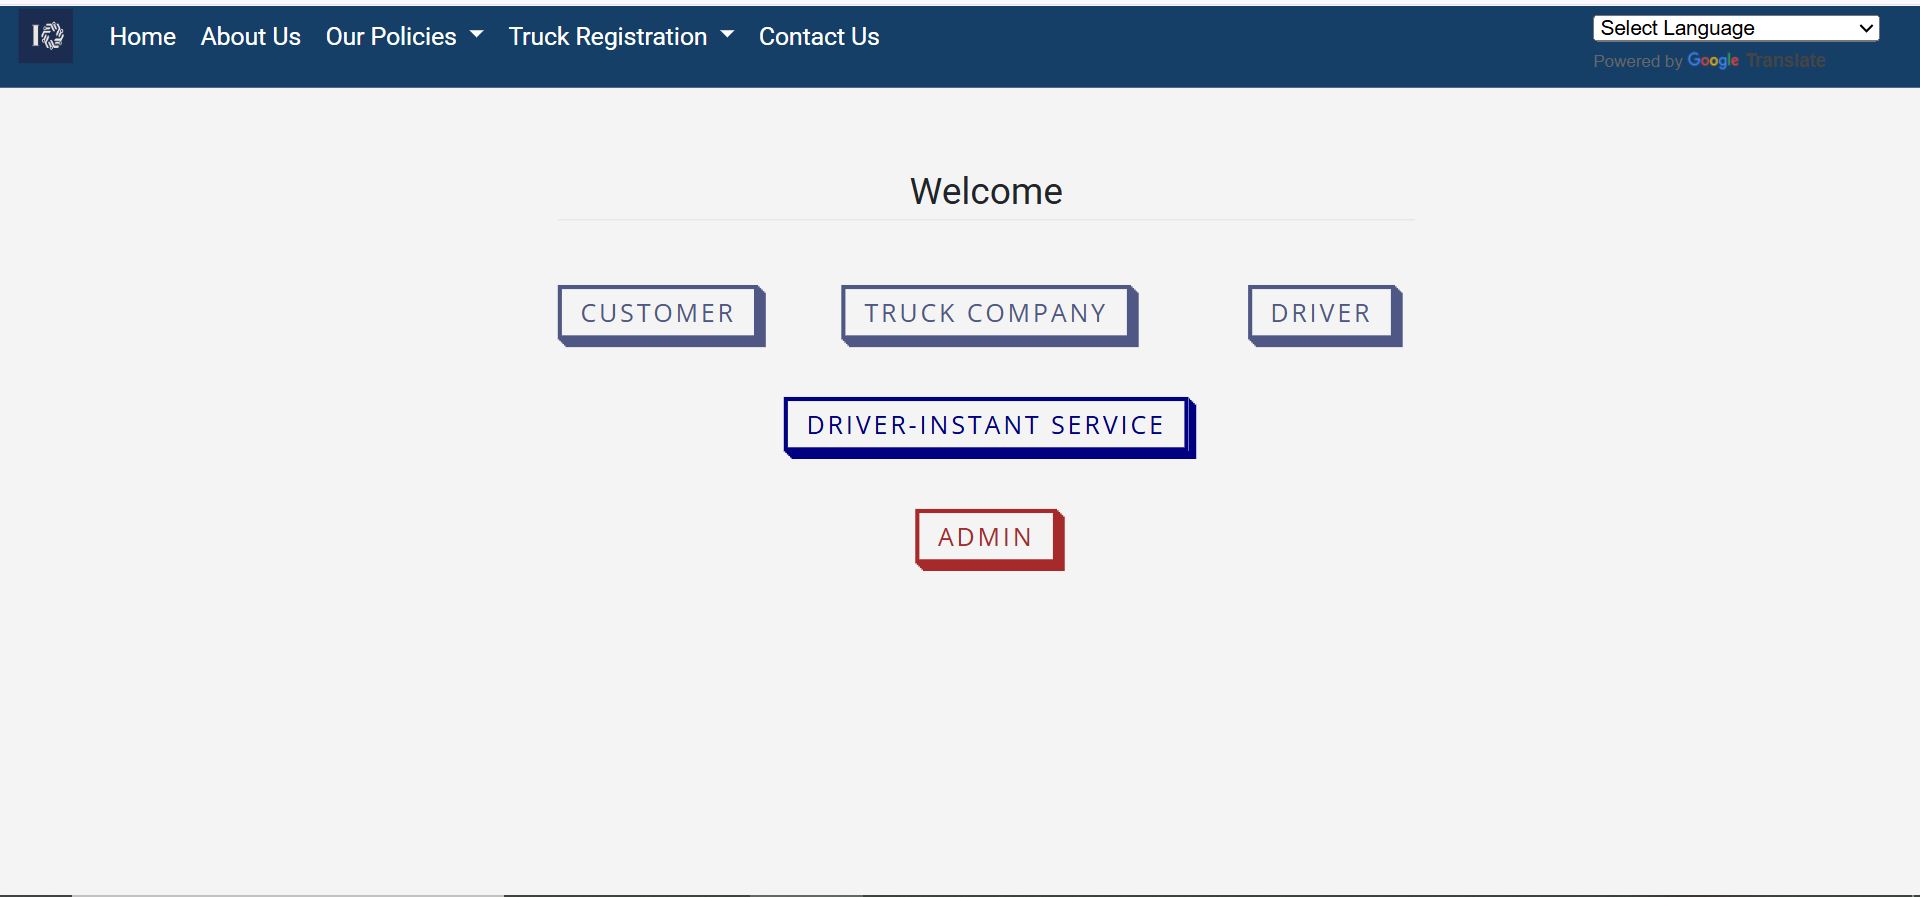 Home About Us Our Policies Truck Registration Contact Us Select Language
Powered by Google Translate
Welcome
CUSTOMER TRUCK COMPANY DRIVER
DRIVER-INSTANT SERVICE
ADMIN